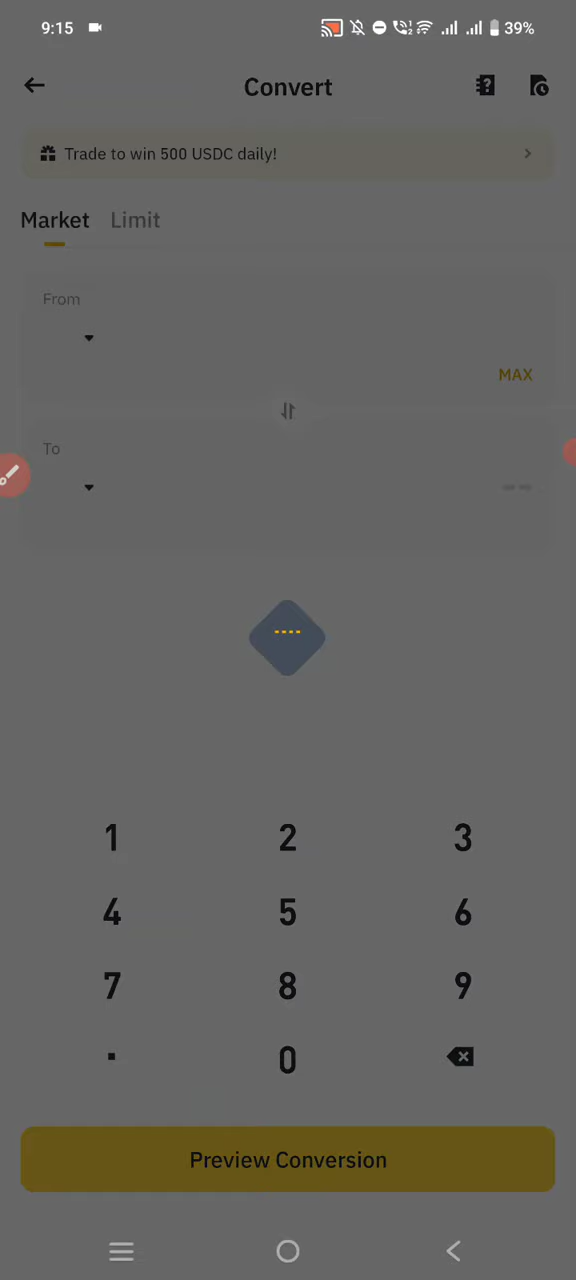 9:15
39%
Convert
Trade to win 500 USDC daily!
Market Limit
From
MAX
To
1 2 3
4 5 6
7 8 9
. 0
Preview Conversion